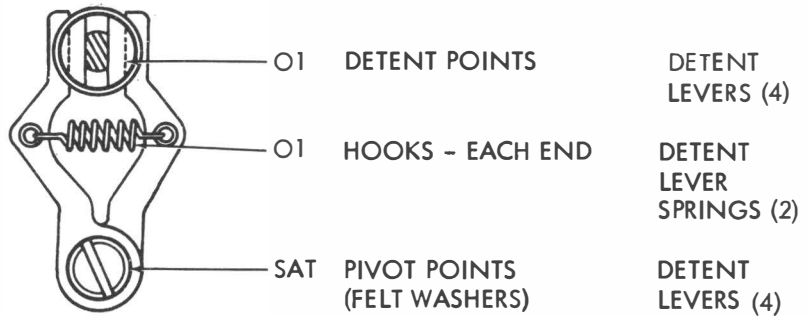 O1 DETENT POINTS DETENT
LEVERS (4)
O1 HOOKS - EACH END DETENT
LEVER
SPRINGS (2)
SAT PIVOT POINTS DETENT
(FELT WASHERS) LEVERS (4)